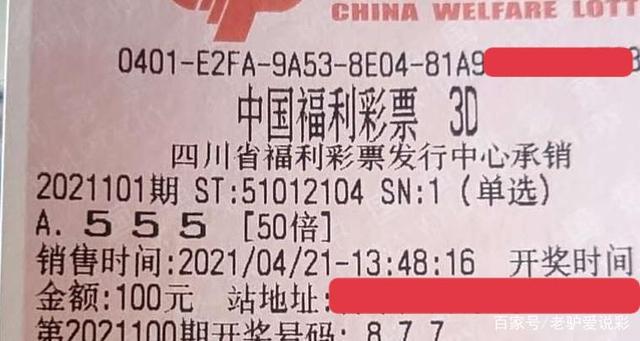 CHINA WELFARE LOTT
0401-E2FA-9A53-8E04-81A9
中国福利彩票 3D
四川省福利彩票发行中心承销
2021101期 ST:51012104 SN:1 (单选)
A. 5 5 5 [50倍]
销售时间:2021/04/21-13:48:16 开奖时间
金额:100元 站地址:
第2021100期开奖号码: 8 7 7
百家号/老驴爱说彩